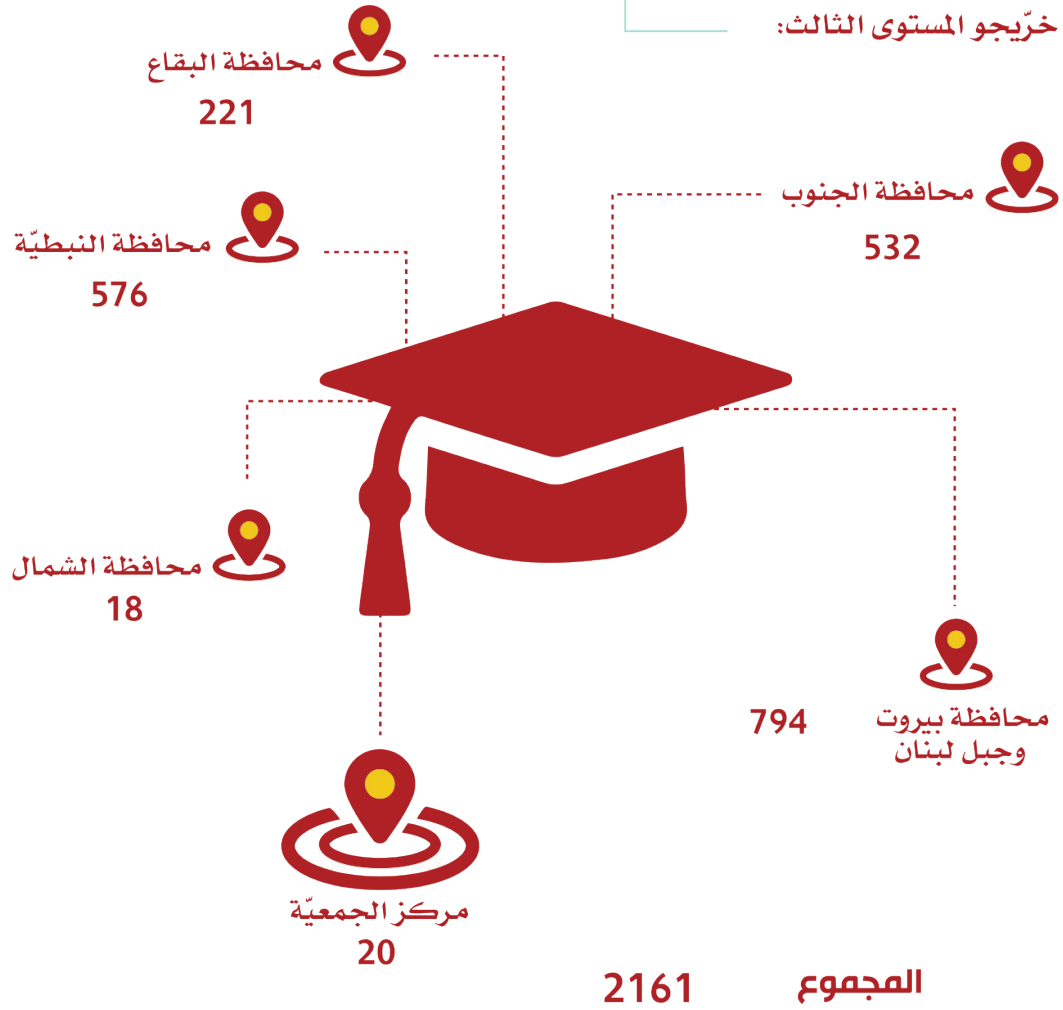 خرّيجو المستوى الثالث:
محافظة البقاع
221
محافظة الجنوب
532
محافظة النبطيّة
576
محافظة الشمال
18
محافظة بيروت
وجبل لبنان
794
مركز الجمعيّة
20
المجموع 2161